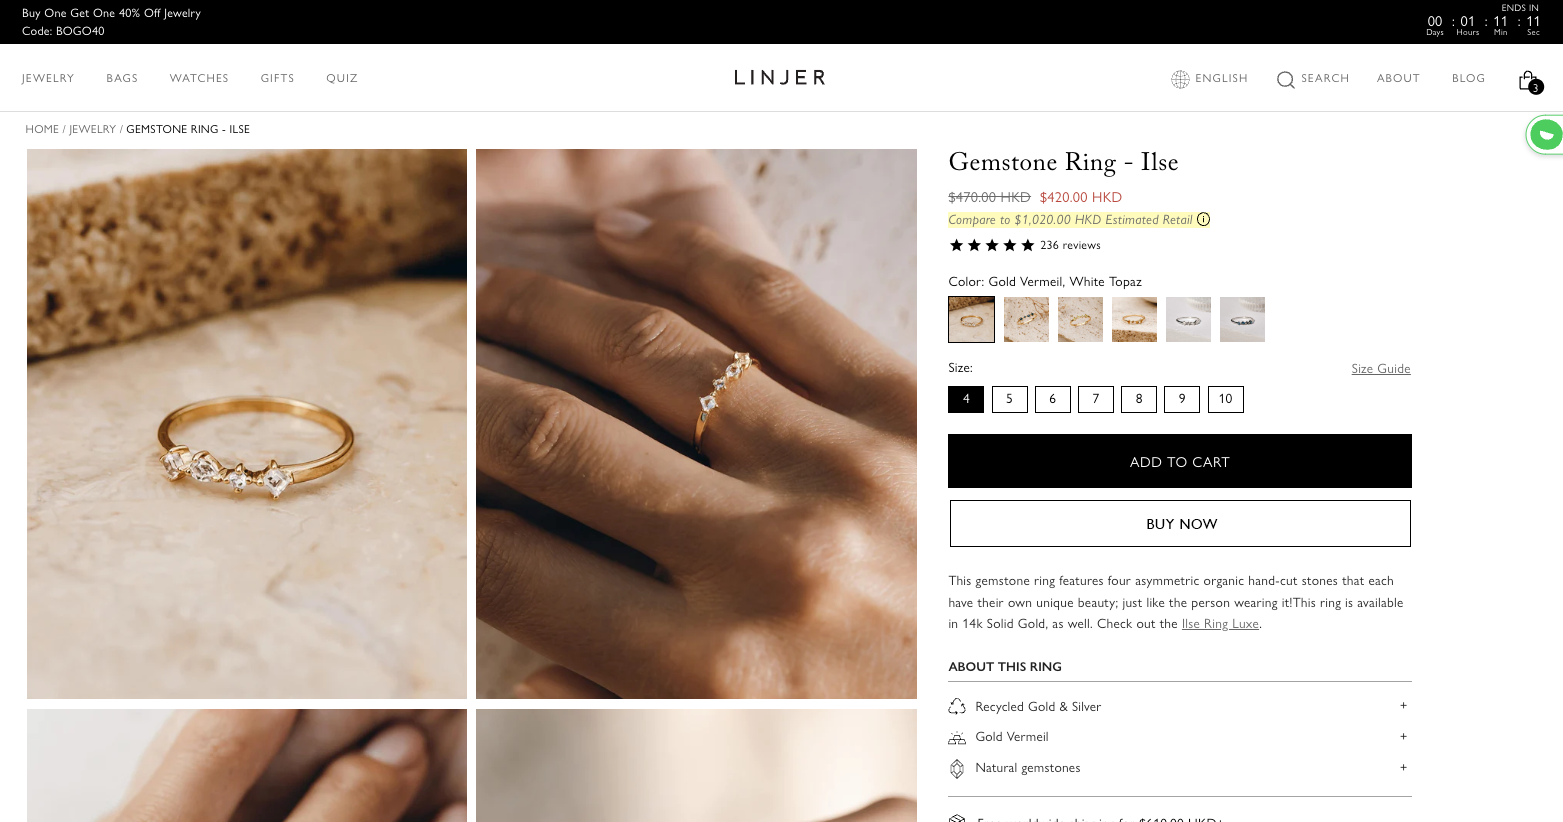 Buy One Get One 40% Off Jewelry
Code: BOGO40
ENDS IN
00 : 01 : 11 : 11
Days Hours Min Sec
JEWELRY BAGS WATCHES GIFTS QUIZ
LINJER
ENGLISH SEARCH ABOUT BLOG 3
HOME / JEWELRY / GEMSTONE RING - ILSE
Gemstone Ring - Ilse
$470.00 HKD $420.00 HKD
Compare to $1,020.00 HKD Estimated Retail i
236 reviews
Color: Gold Vermeil, White Topaz
Size: Size Guide
4 5 6 7 8 9 10
ADD TO CART
BUY NOW
This gemstone ring features four asymmetric organic hand-cut stones that each
have their own unique beauty; just like the person wearing it!This ring is available
in 14k Solid Gold, as well. Check out the Ilse Ring Luxe.
ABOUT THIS RING
Recycled Gold & Silver +
Gold Vermeil +
Natural gemstones +